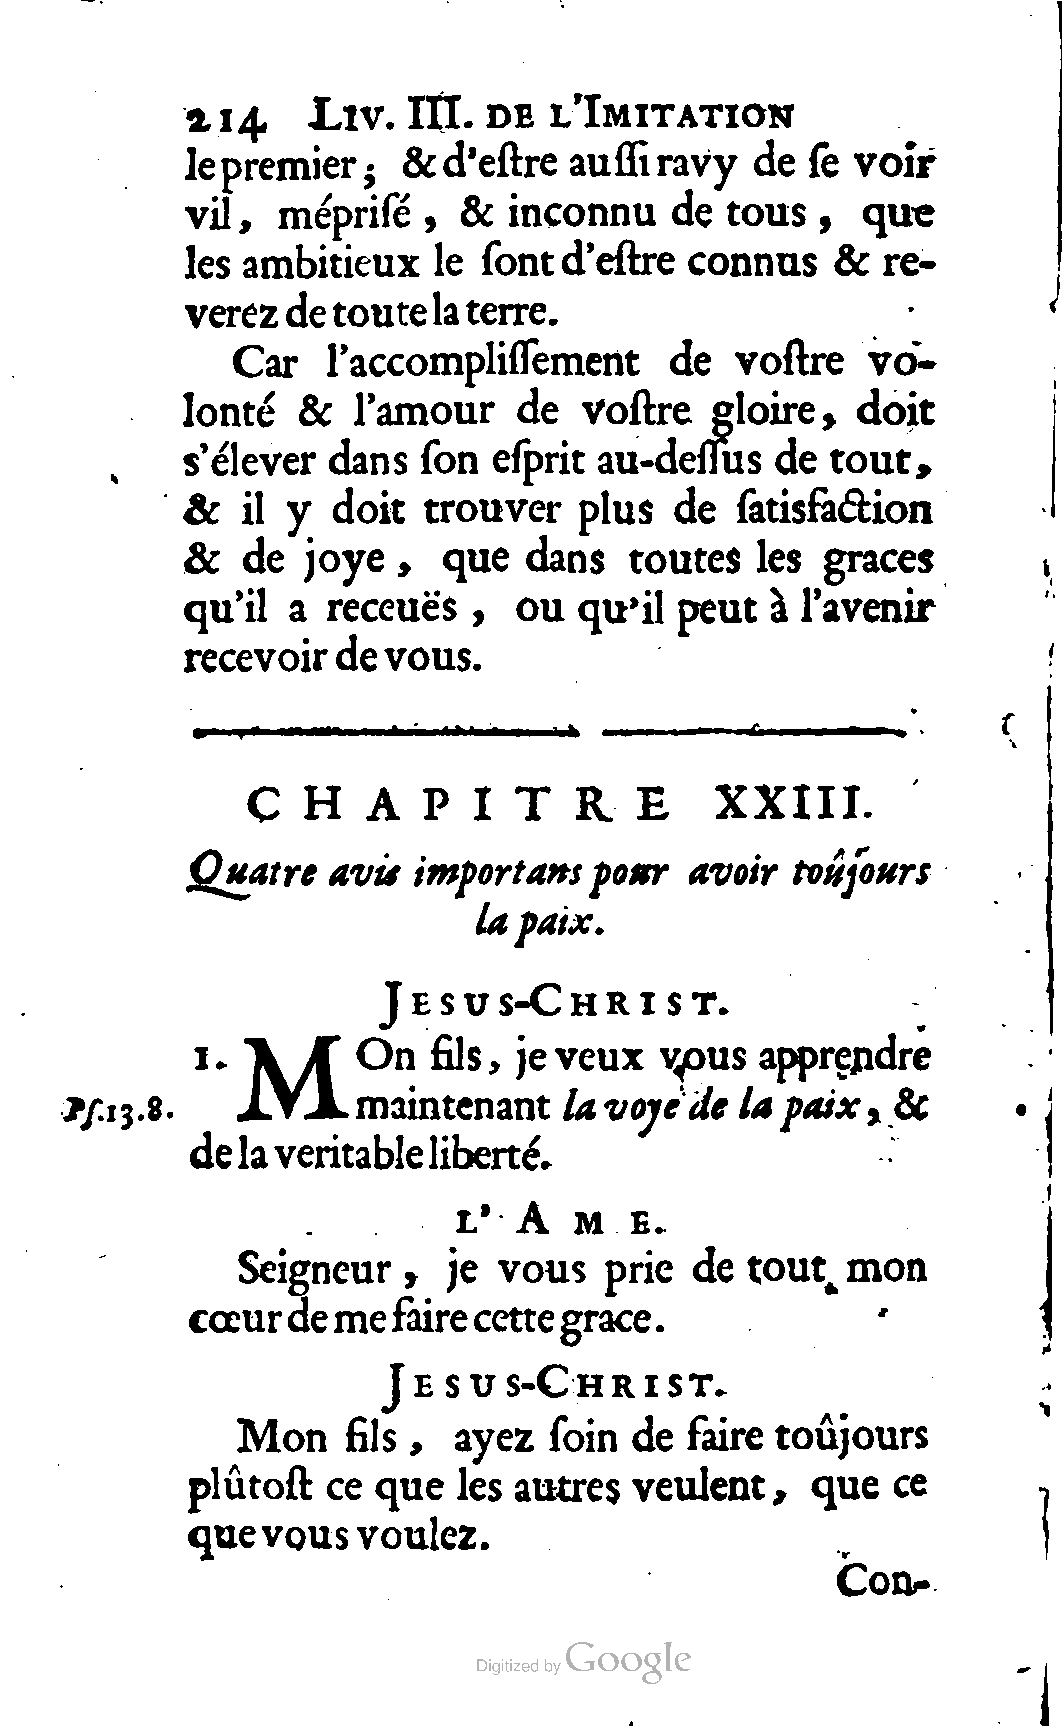 214 LIV. III. DE L'IMITATION
le premier; & d'eſtre auſſi ravy de ſe voir
vil, mépriſé, & inconnu de tous, que
les ambitieux le ſont d'eſtre connus & re-
verez de toute la terre.
Car l'accompliſſement de voſtre vo-
lonté & l'amour de voſtre gloire, doit
s'élever dans ſon eſprit au-deſſus de tout,
& il y doit trouver plus de ſatisfaction
& de joye, que dans toutes les graces
qu'il a receuës, ou qu'il peut à l'avenir
recevoir de vous.
CHAPITRE XXIII.
Quatre avis importans pour avoir toûjours
la paix.
JESUS-CHRIST.
1. MOn fils, je veux vous apprendre
Pſ.13.8. maintenant la voye de la paix, &
de la veritable liberté.
L'AME.
Seigneur, je vous prie de tout mon
cœur de me faire cette grace.
JESUS-CHRIST.
Mon fils, ayez ſoin de faire toûjours
plûtoſt ce que les autres veulent, que ce
que vous voulez.
Con-
Digitized by Google